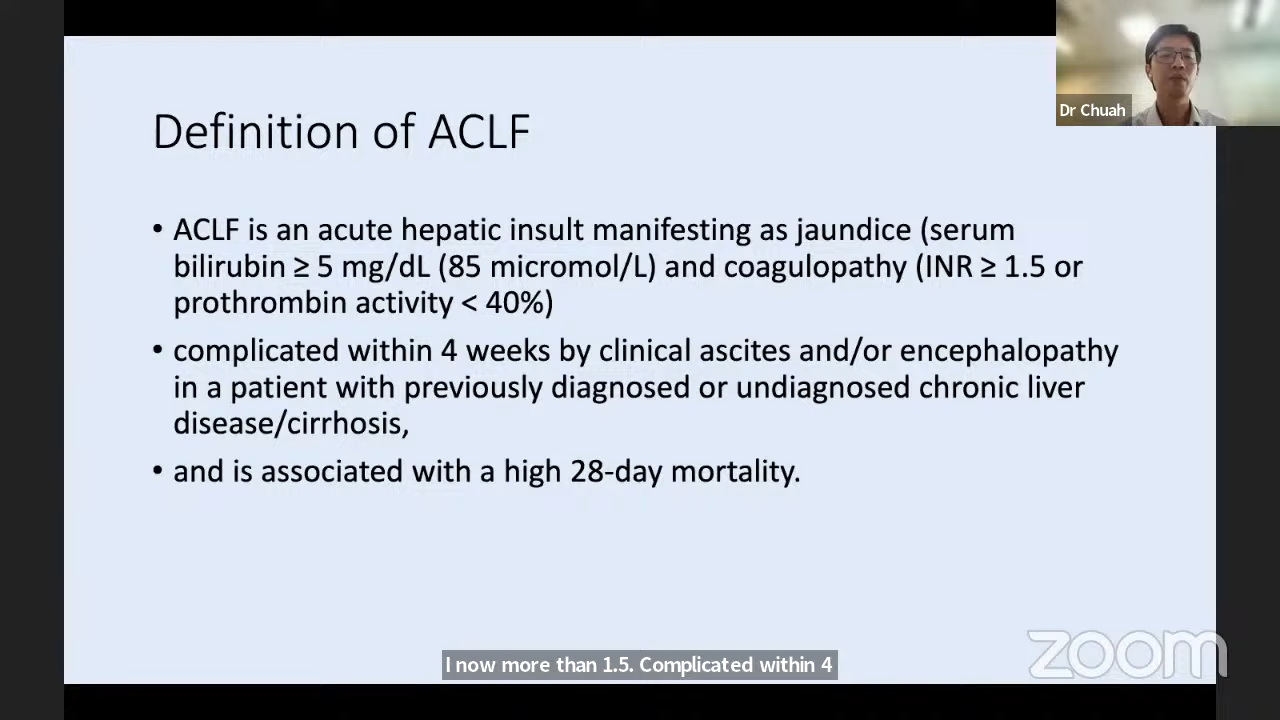 Dr Chuah
Definition of ACLF
• ACLF is an acute hepatic insult manifesting as jaundice (serum
bilirubin ≥ 5 mg/dL (85 micromol/L) and coagulopathy (INR ≥ 1.5 or
prothrombin activity < 40%)
• complicated within 4 weeks by clinical ascites and/or encephalopathy
in a patient with previously diagnosed or undiagnosed chronic liver
disease/cirrhosis,
• and is associated with a high 28-day mortality.
I now more than 1.5. Complicated within 4
zoom